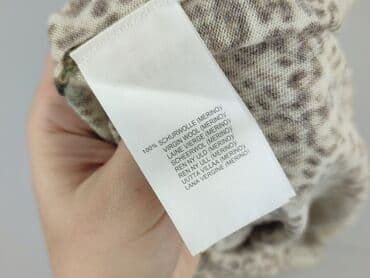 100% SCHURWOLLE (MERINO)
VIRGIN WOOL (MERINO)
LAINE VIERGE (MERINO)
SCHEERWOL (MERINO)
REN NY ULD (MERINO)
REN NY ULL (MERINO)
UUTTA VILLAA (MERINO)
LANA VERGINE (MERINO)